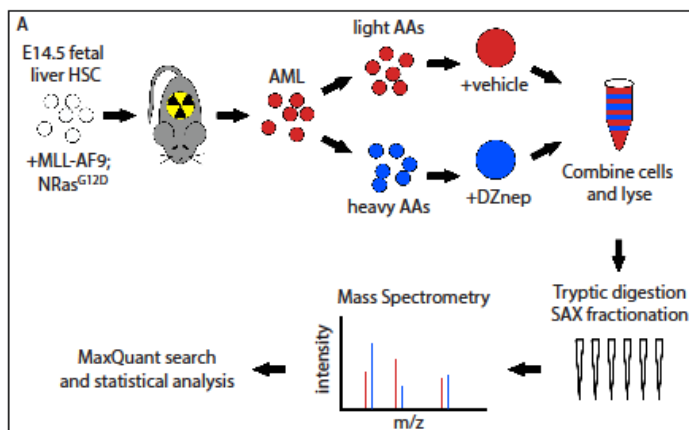 A
E14.5 fetal
liver HSC
+MLL-AF9;
NRasG12D
AML
light AAs
+vehicle
heavy AAs
+DZnep
Combine cells
and lyse
Tryptic digestion
SAX fractionation
Mass Spectrometry
intensity
m/z
MaxQuant search
and statistical analysis